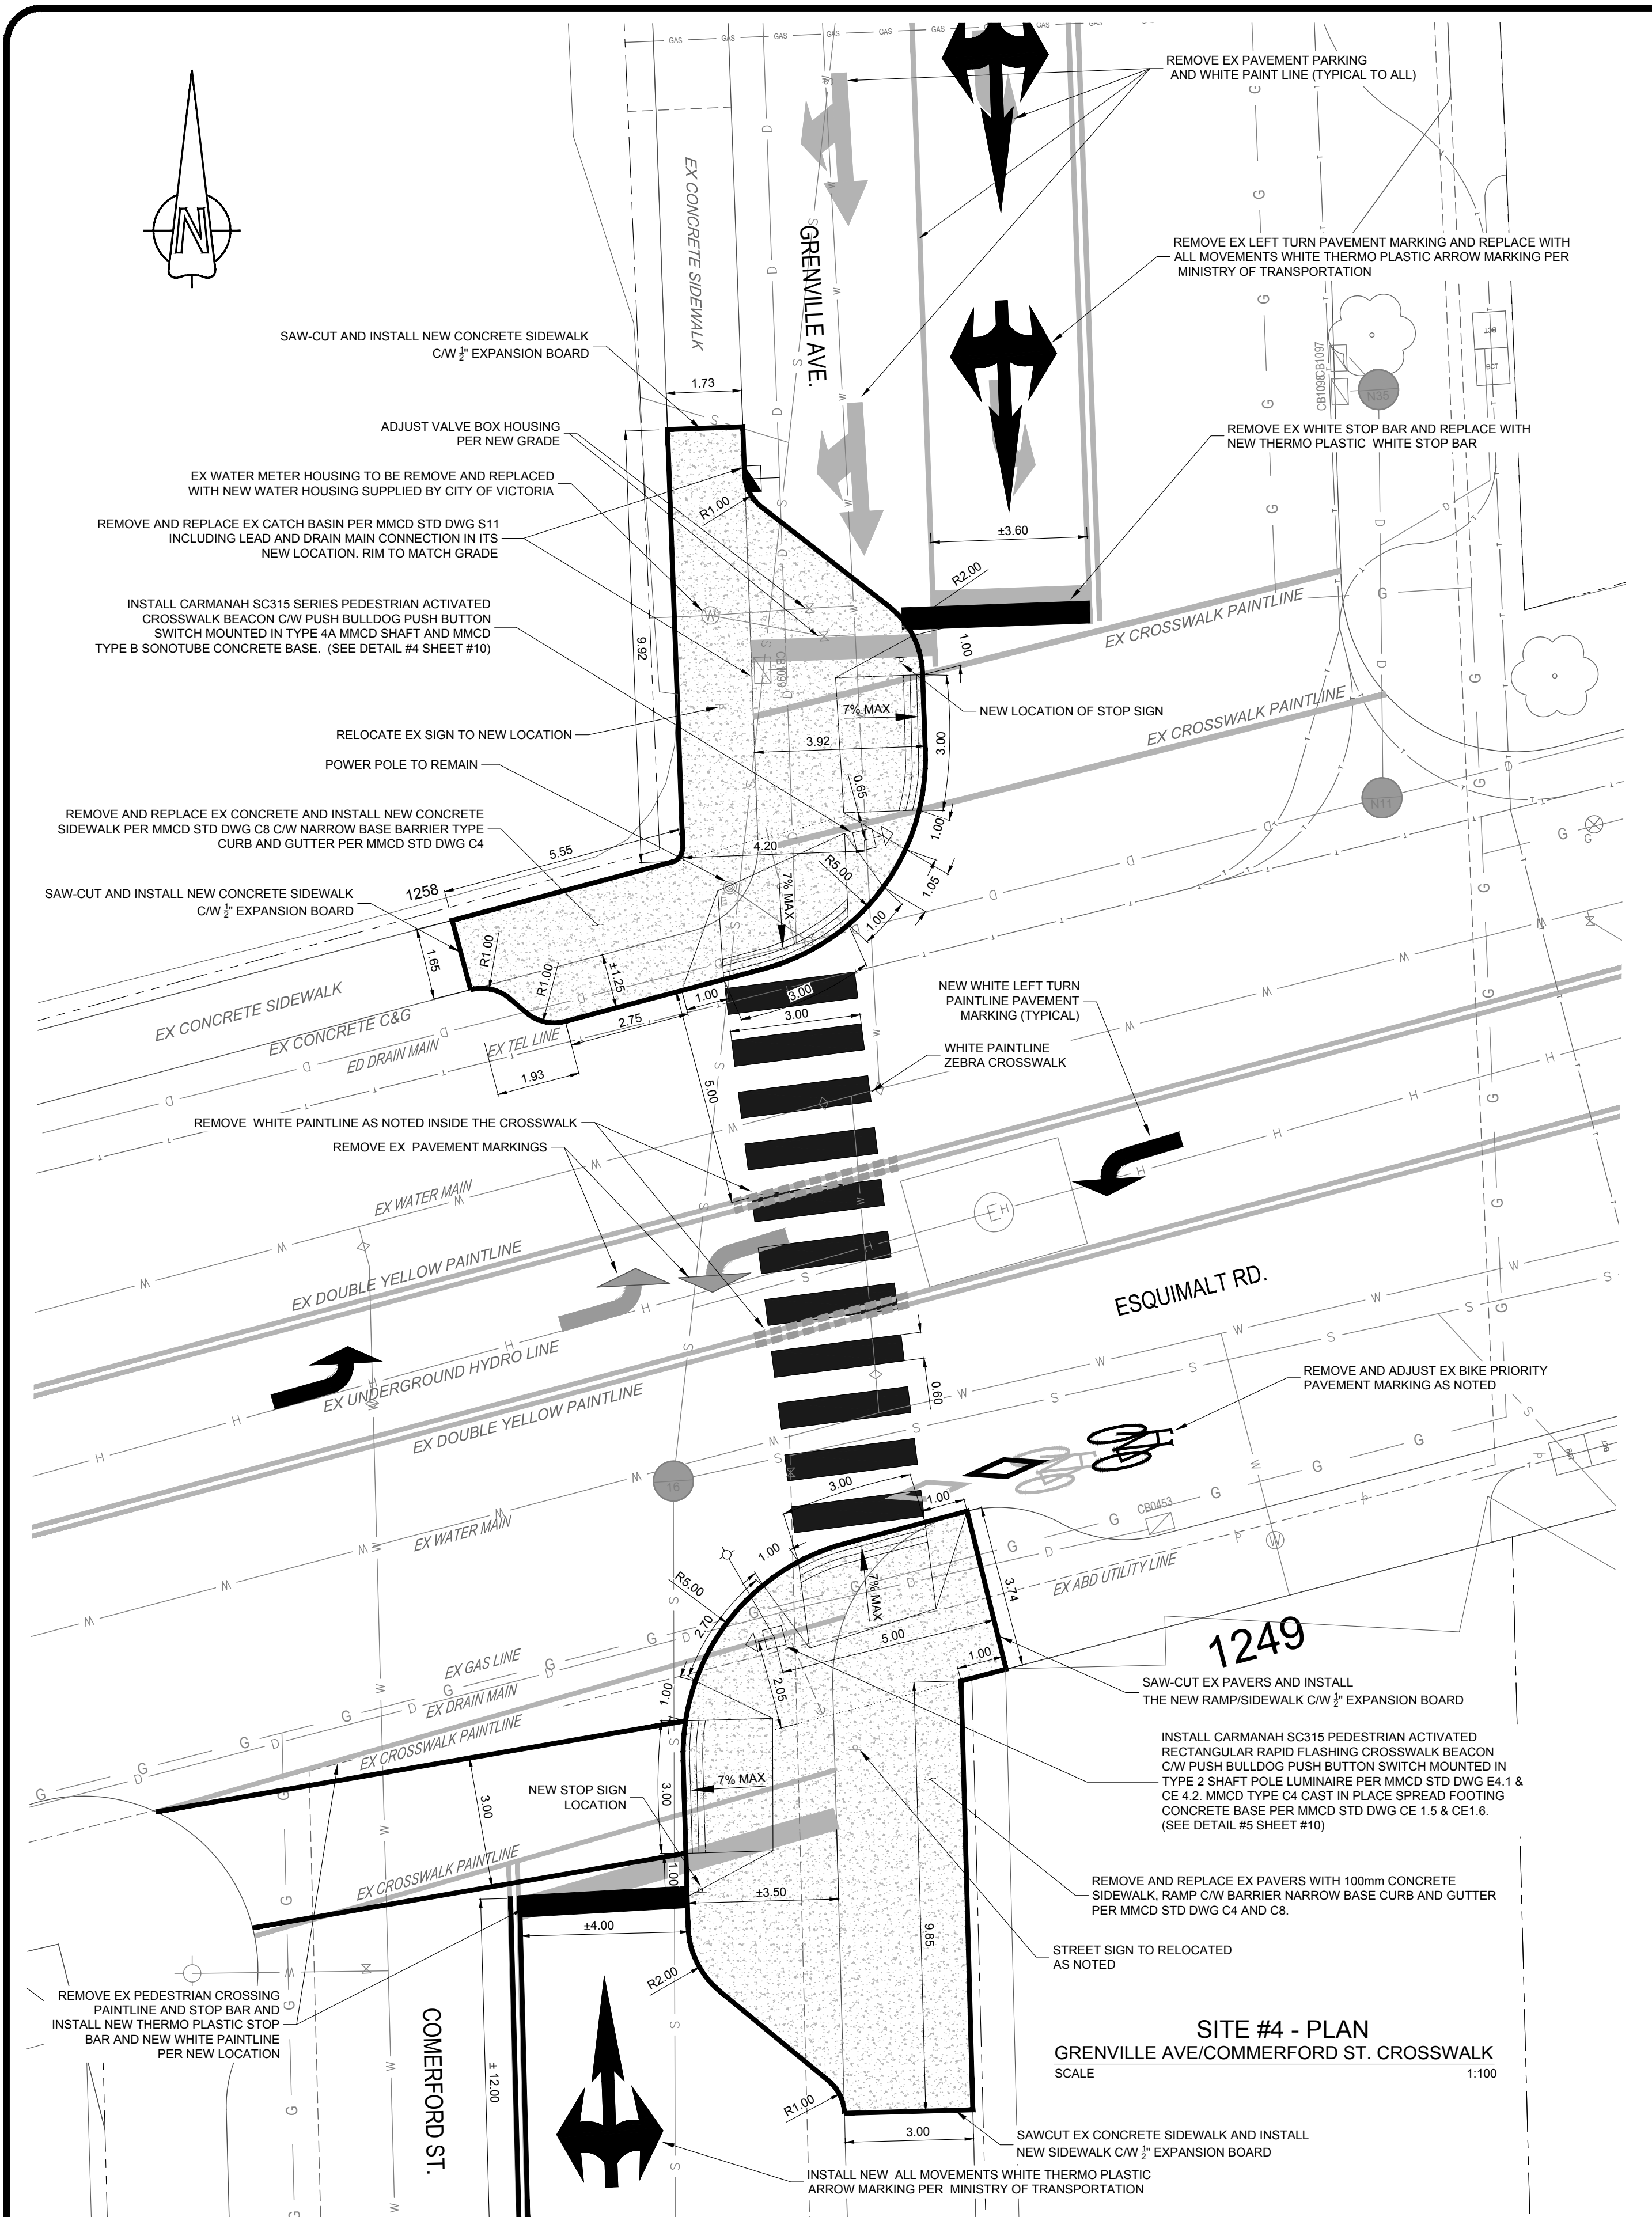 REMOVE EX PAVEMENT PARKING
AND WHITE PAINT LINE (TYPICAL TO ALL)
N
EX CONCRETE SIDEWALK
GRENVILLE AVE.
REMOVE EX LEFT TURN PAVEMENT MARKING AND REPLACE WITH
ALL MOVEMENTS WHITE THERMO PLASTIC ARROW MARKING PER
MINISTRY OF TRANSPORTATION
SAW-CUT AND INSTALL NEW CONCRETE SIDEWALK
C/W ½" EXPANSION BOARD
1.73
CB1098
CB1097
N35
BCT
BCT
ADJUST VALVE BOX HOUSING
PER NEW GRADE
REMOVE EX WHITE STOP BAR AND REPLACE WITH
NEW THERMO PLASTIC WHITE STOP BAR
EX WATER METER HOUSING TO BE REMOVE AND REPLACED
WITH NEW WATER HOUSING SUPPLIED BY CITY OF VICTORIA
R1.00
REMOVE AND REPLACE EX CATCH BASIN PER MMCD STD DWG S11
INCLUDING LEAD AND DRAIN MAIN CONNECTION IN ITS
NEW LOCATION. RIM TO MATCH GRADE
±3.60
R2.00
INSTALL CARMANAH SC315 SERIES PEDESTRIAN ACTIVATED
CROSSWALK BEACON C/W PUSH BULLDOG PUSH BUTTON
SWITCH MOUNTED IN TYPE 4A MMCD SHAFT AND MMCD
TYPE B SONOTUBE CONCRETE BASE. (SEE DETAIL #4 SHEET #10)
9.92
CB1099
1.00
EX CROSSWALK PAINTLINE
7% MAX
NEW LOCATION OF STOP SIGN
EX CROSSWALK PAINTLINE
RELOCATE EX SIGN TO NEW LOCATION
3.92
3.00
POWER POLE TO REMAIN
0.65
N11
REMOVE AND REPLACE EX CONCRETE AND INSTALL NEW CONCRETE
SIDEWALK PER MMCD STD DWG C8 C/W NARROW BASE BARRIER TYPE
CURB AND GUTTER PER MMCD STD DWG C4
1.00
4.20
5.55
R5.00
1258
7% MAX
1.05
SAW-CUT AND INSTALL NEW CONCRETE SIDEWALK
C/W ½" EXPANSION BOARD
1.00
1.65
R1.00
R1.00
±1.25
1.00
3.00
3.00
2.75
NEW WHITE LEFT TURN
PAINTLINE PAVEMENT
MARKING (TYPICAL)
EX CONCRETE SIDEWALK
EX CONCRETE C&G
ED DRAIN MAIN
EX TEL LINE
1.93
5.00
WHITE PAINTLINE
ZEBRA CROSSWALK
REMOVE WHITE PAINTLINE AS NOTED INSIDE THE CROSSWALK
REMOVE EX PAVEMENT MARKINGS
EX WATER MAIN
EX DOUBLE YELLOW PAINTLINE
EH
ESQUIMALT RD.
EX UNDERGROUND HYDRO LINE
EX DOUBLE YELLOW PAINTLINE
0.60
REMOVE AND ADJUST EX BIKE PRIORITY
PAVEMENT MARKING AS NOTED
16
EX WATER MAIN
3.00
1.00
CB0453
1.00
R5.00
7% MAX
3.74
EX ABD UTILITY LINE
2.70
5.00
1.00
1249
2.05
EX GAS LINE
EX DRAIN MAIN
EX CROSSWALK PAINTLINE
1.00
SAW-CUT EX PAVERS AND INSTALL
THE NEW RAMP/SIDEWALK C/W ½" EXPANSION BOARD
INSTALL CARMANAH SC315 PEDESTRIAN ACTIVATED
RECTANGULAR RAPID FLASHING CROSSWALK BEACON
C/W PUSH BULLDOG PUSH BUTTON SWITCH MOUNTED IN
TYPE 2 SHAFT POLE LUMINAIRE PER MMCD STD DWG E4.1 &
CE 4.2. MMCD TYPE C4 CAST IN PLACE SPREAD FOOTING
CONCRETE BASE PER MMCD STD DWG CE 1.5 & CE1.6.
(SEE DETAIL #5 SHEET #10)
3.00
NEW STOP SIGN
LOCATION
3.00
7% MAX
EX CROSSWALK PAINTLINE
1.00
±3.50
±4.00
REMOVE AND REPLACE EX PAVERS WITH 100mm CONCRETE
SIDEWALK, RAMP C/W BARRIER NARROW BASE CURB AND GUTTER
PER MMCD STD DWG C4 AND C8.
9.85
STREET SIGN TO RELOCATED
AS NOTED
R2.00
REMOVE EX PEDESTRIAN CROSSING
PAINTLINE AND STOP BAR AND
INSTALL NEW THERMO PLASTIC STOP
BAR AND NEW WHITE PAINTLINE
PER NEW LOCATION
COMERFORD ST.
± 12.00
SITE #4 - PLAN
GRENVILLE AVE/COMMERFORD ST. CROSSWALK
SCALE 1:100
R1.00
3.00
SAWCUT EX CONCRETE SIDEWALK AND INSTALL
NEW SIDEWALK C/W ½" EXPANSION BOARD
INSTALL NEW ALL MOVEMENTS WHITE THERMO PLASTIC
ARROW MARKING PER MINISTRY OF TRANSPORTATION